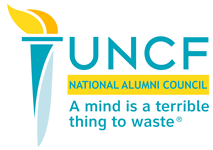 UNCF
NATIONAL ALUMNI COUNCIL
A mind is a terrible
thing to waste®